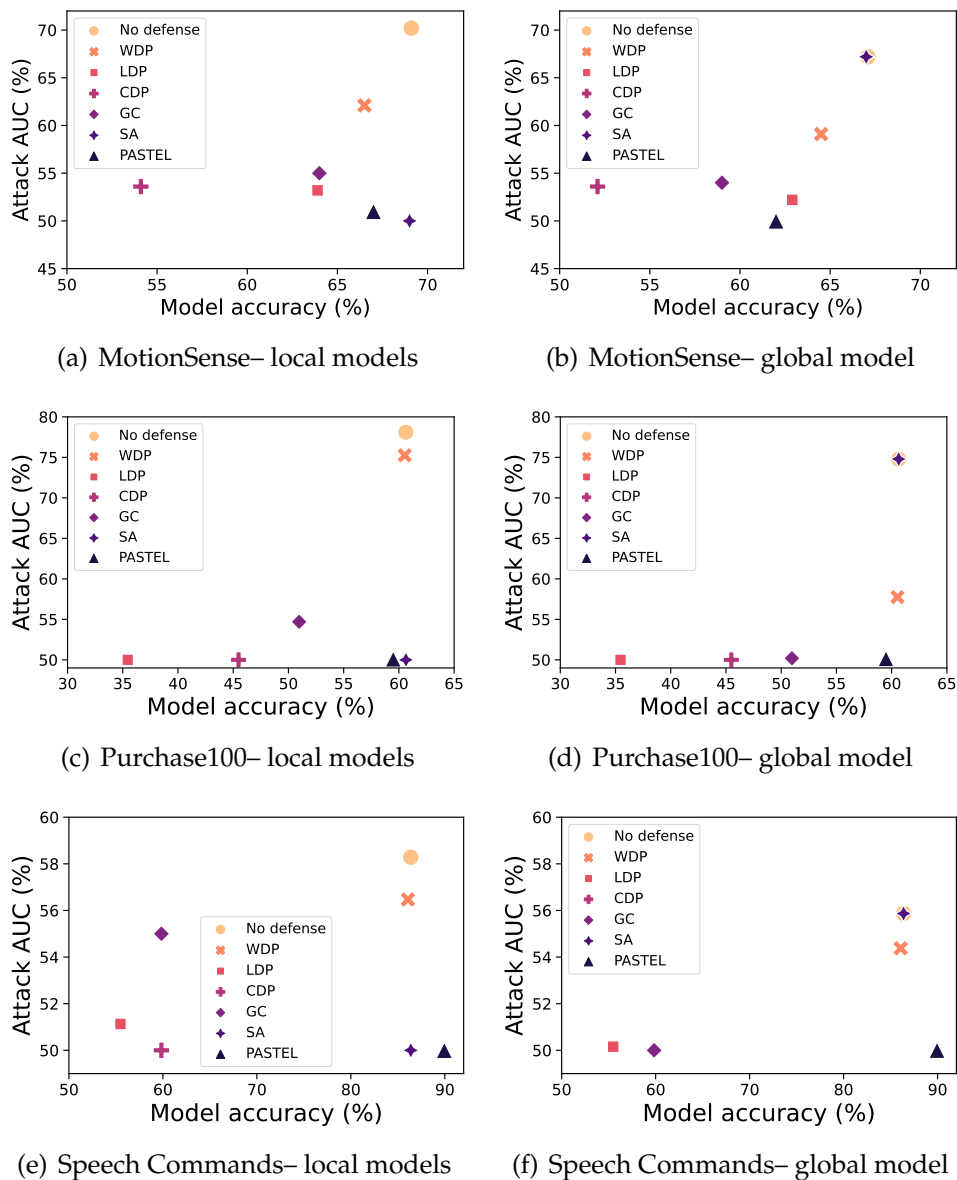 No defense
WDP
LDP
CDP
GC
SA
PASTEL
70
65
60
55
50
45
50
55
60
65
70
Attack AUC (%)
Model accuracy (%)
(a) MotionSense– local models
No defense
WDP
LDP
CDP
GC
SA
PASTEL
70
65
60
55
50
45
50
55
60
65
70
Attack AUC (%)
Model accuracy (%)
(b) MotionSense– global model
No defense
WDP
LDP
CDP
GC
SA
PASTEL
80
75
70
65
60
55
50
30
35
40
45
50
55
60
65
Attack AUC (%)
Model accuracy (%)
(c) Purchase100– local models
No defense
WDP
LDP
CDP
GC
SA
PASTEL
80
75
70
65
60
55
50
30
35
40
45
50
55
60
65
Attack AUC (%)
Model accuracy (%)
(d) Purchase100– global model
No defense
WDP
LDP
CDP
GC
SA
PASTEL
60
58
56
54
52
50
50
60
70
80
90
Attack AUC (%)
Model accuracy (%)
(e) Speech Commands– local models
No defense
WDP
LDP
CDP
GC
SA
PASTEL
60
58
56
54
52
50
50
60
70
80
90
Attack AUC (%)
Model accuracy (%)
(f) Speech Commands– global model